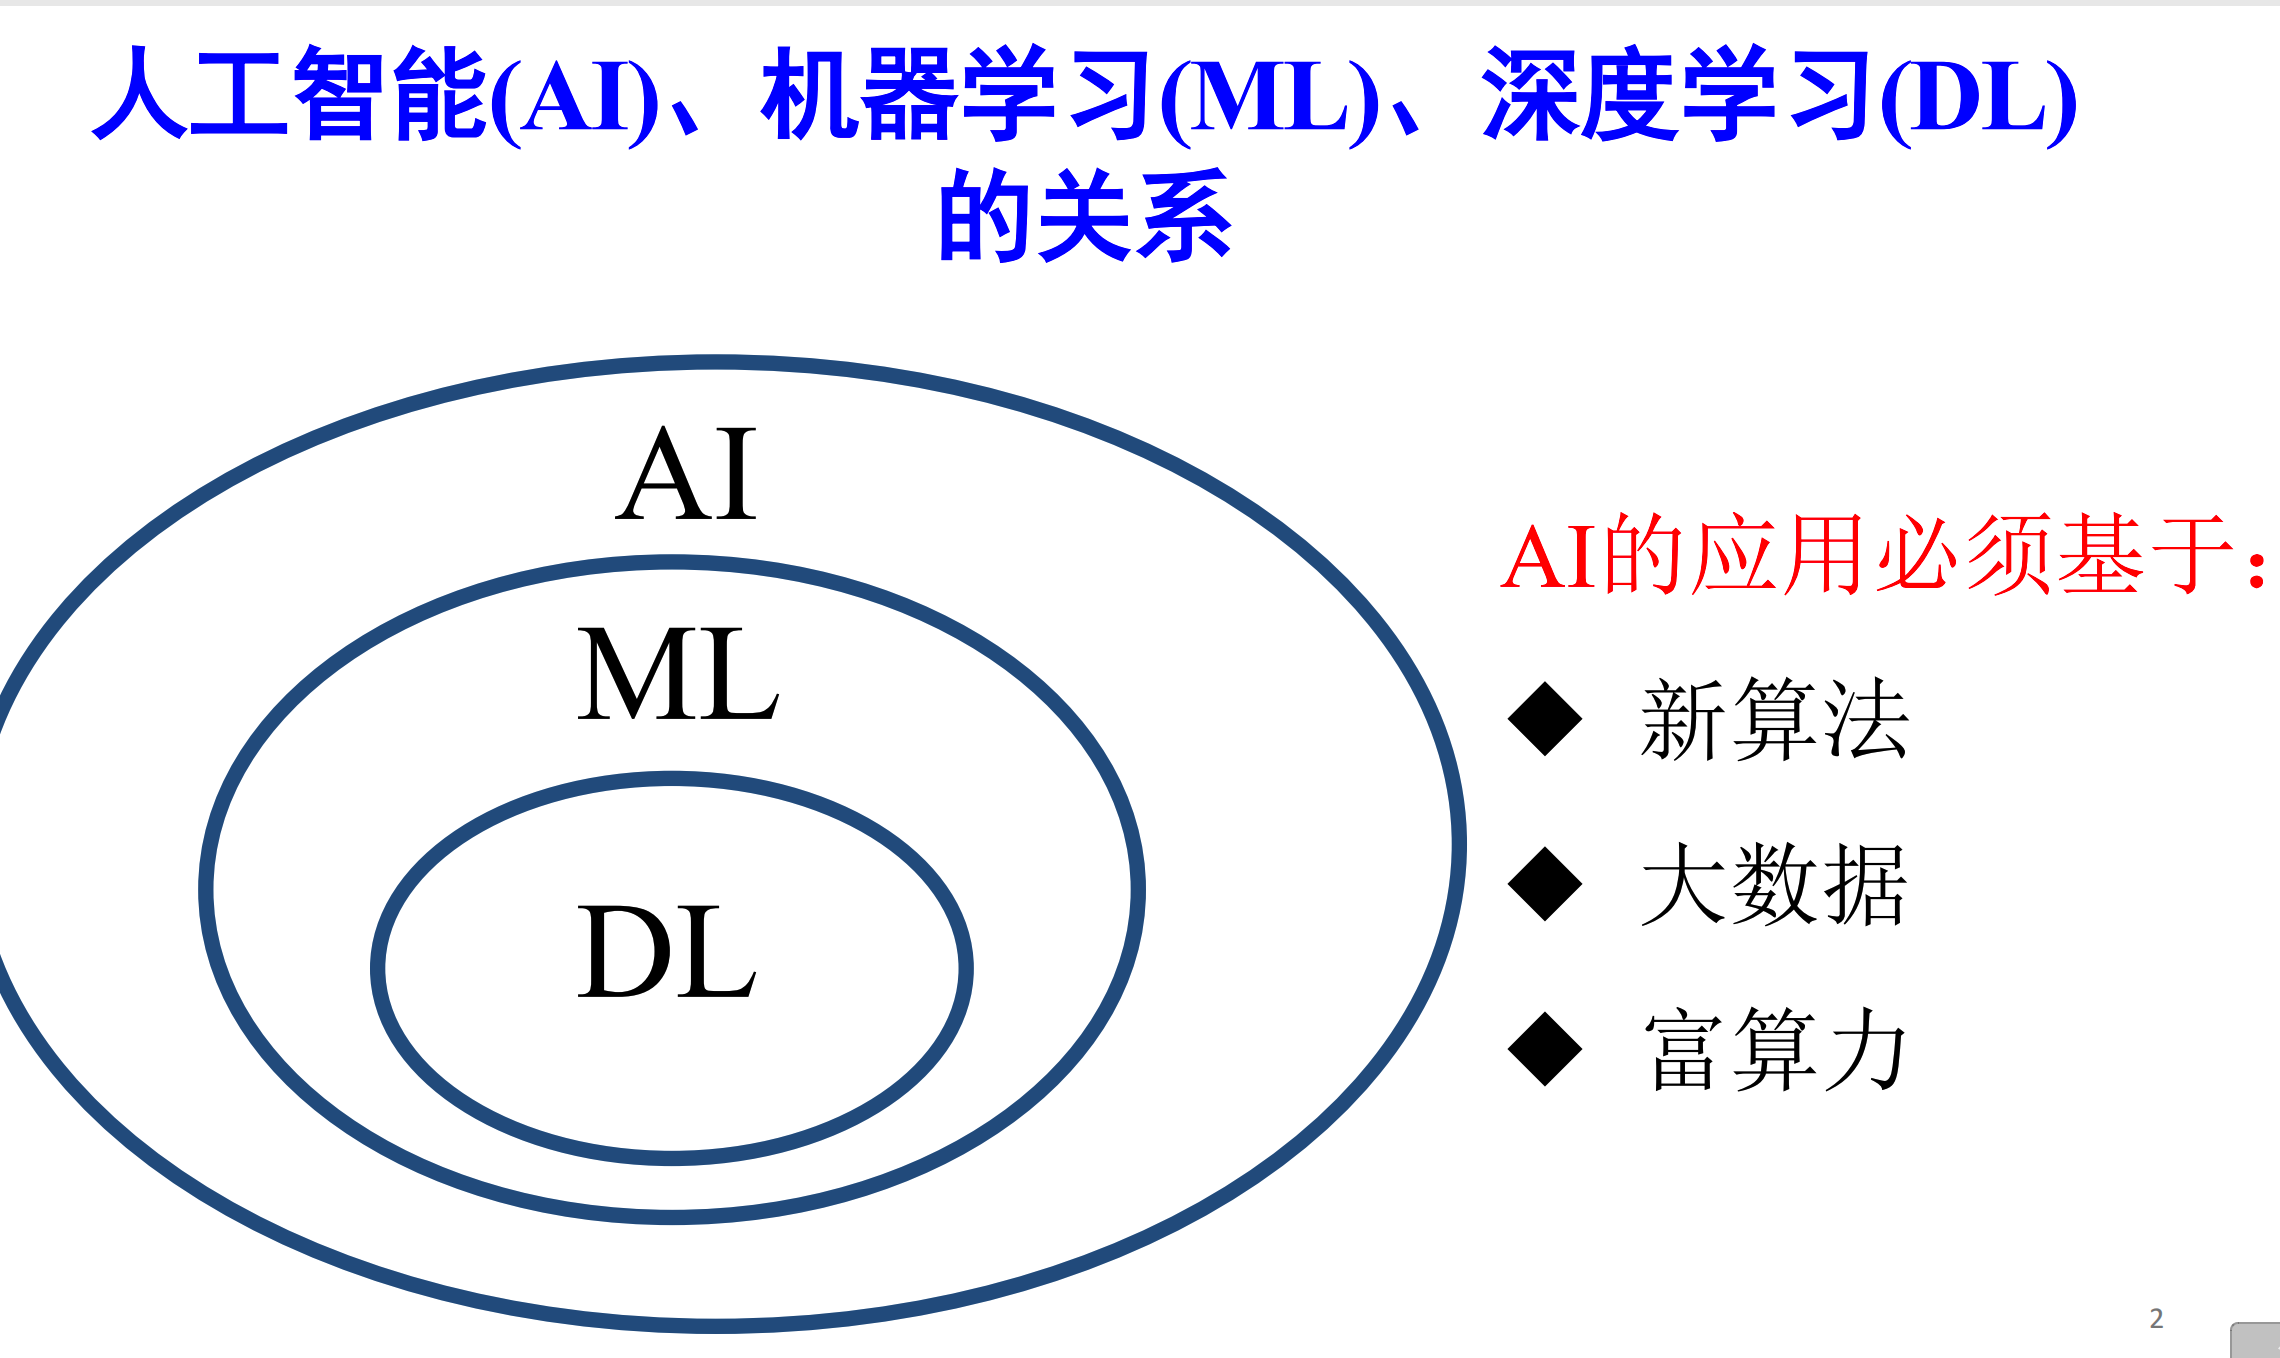 人工智能(AI)、机器学习(ML)、深度学习(DL)
的关系
AI
ML
DL
AI的应用必须基于：
◆ 新算法
◆ 大数据
◆ 富算力
2